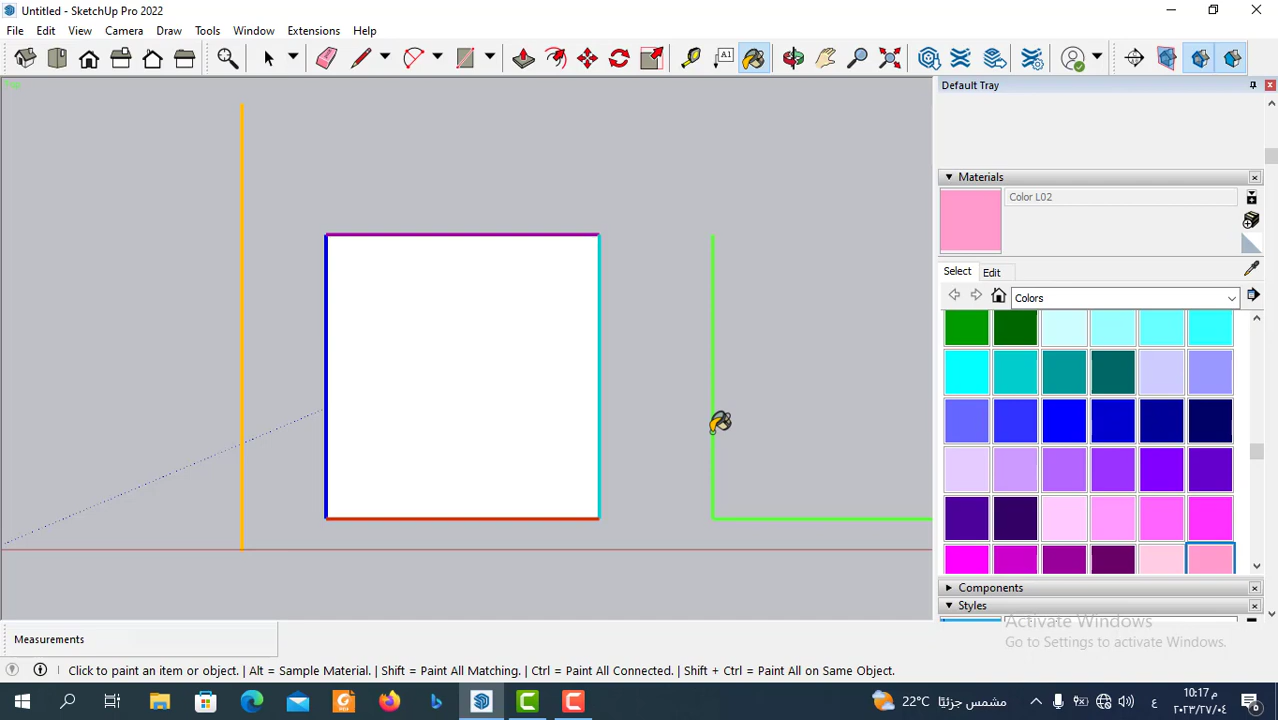 Untitled - SketchUp Pro 2022
File Edit View Camera Draw Tools Window Extensions Help
Default Tray
Materials
Color L02
Select Edit
Colors
Components
Styles
Activate Windows
Go to Settings to activate Windows.
Measurements
Click to paint an item or object. | Alt = Sample Material. | Shift = Paint All Matching. | Ctrl = Paint All Connected. | Shift + Ctrl = Paint All on Same Object.
22°C مشمس جزئيًا
ع
م 10:17
٢٠٢٣/٢٧/٠٤